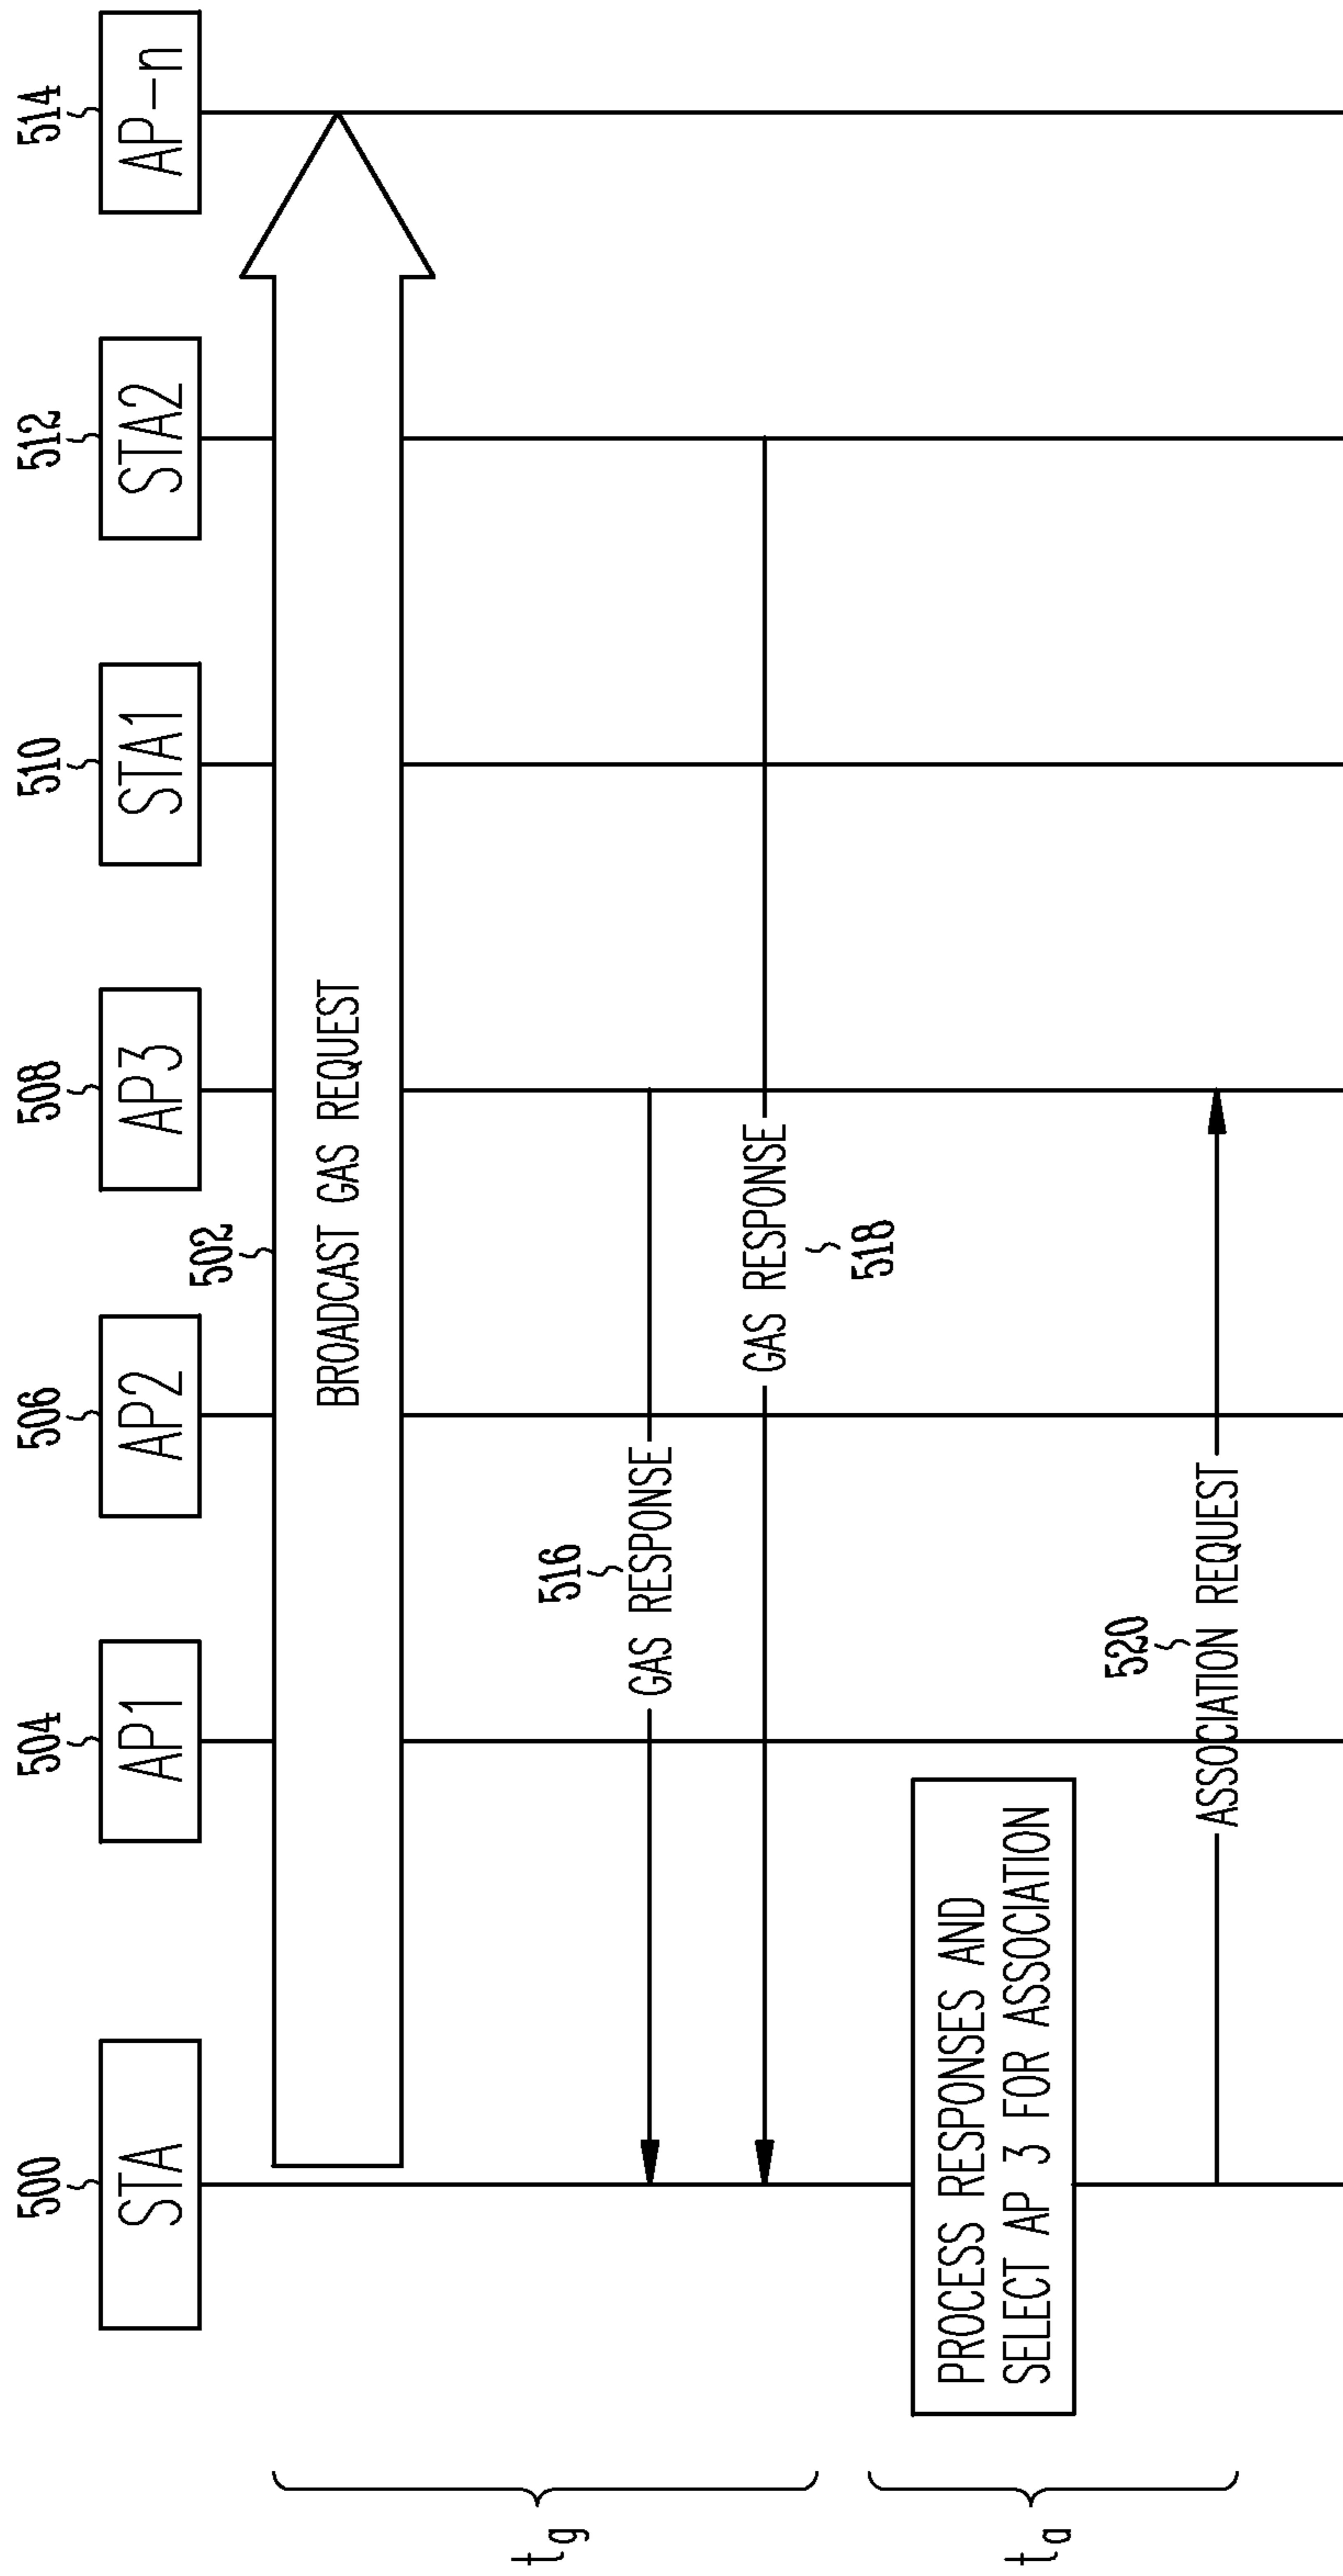 500
504
506
508
510
512
514
STA
AP1
AP2
AP3
STA1
STA2
AP-n
502
BROADCAST GAS REQUEST
tg
516
GAS RESPONSE
GAS RESPONSE
518
PROCESS RESPONSES AND
SELECT AP 3 FOR ASSOCIATION
ta
520
ASSOCIATION REQUEST